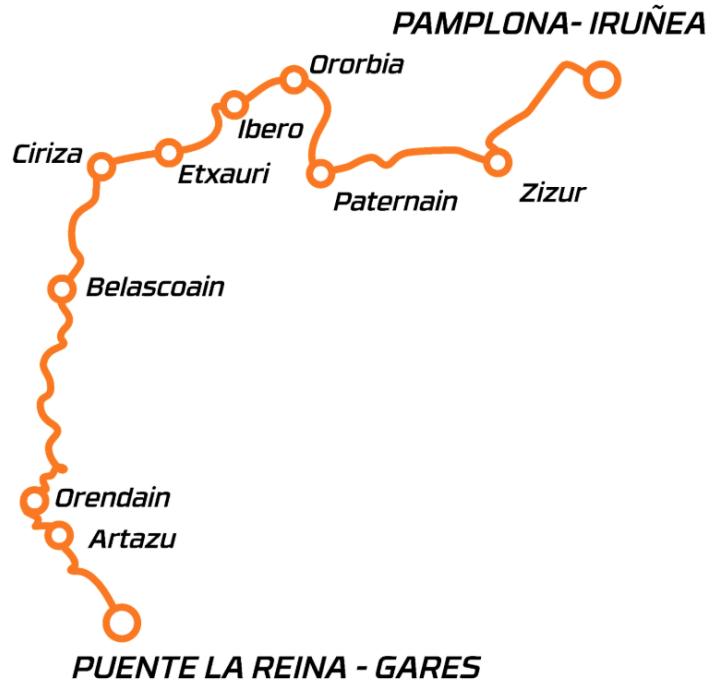 PAMPLONA- IRUÑEA
Ororbia
Ibero
Ciriza
Etxauri
Paternain
Zizur
Belascoain
Orendain
Artazu
PUENTE LA REINA - GARES